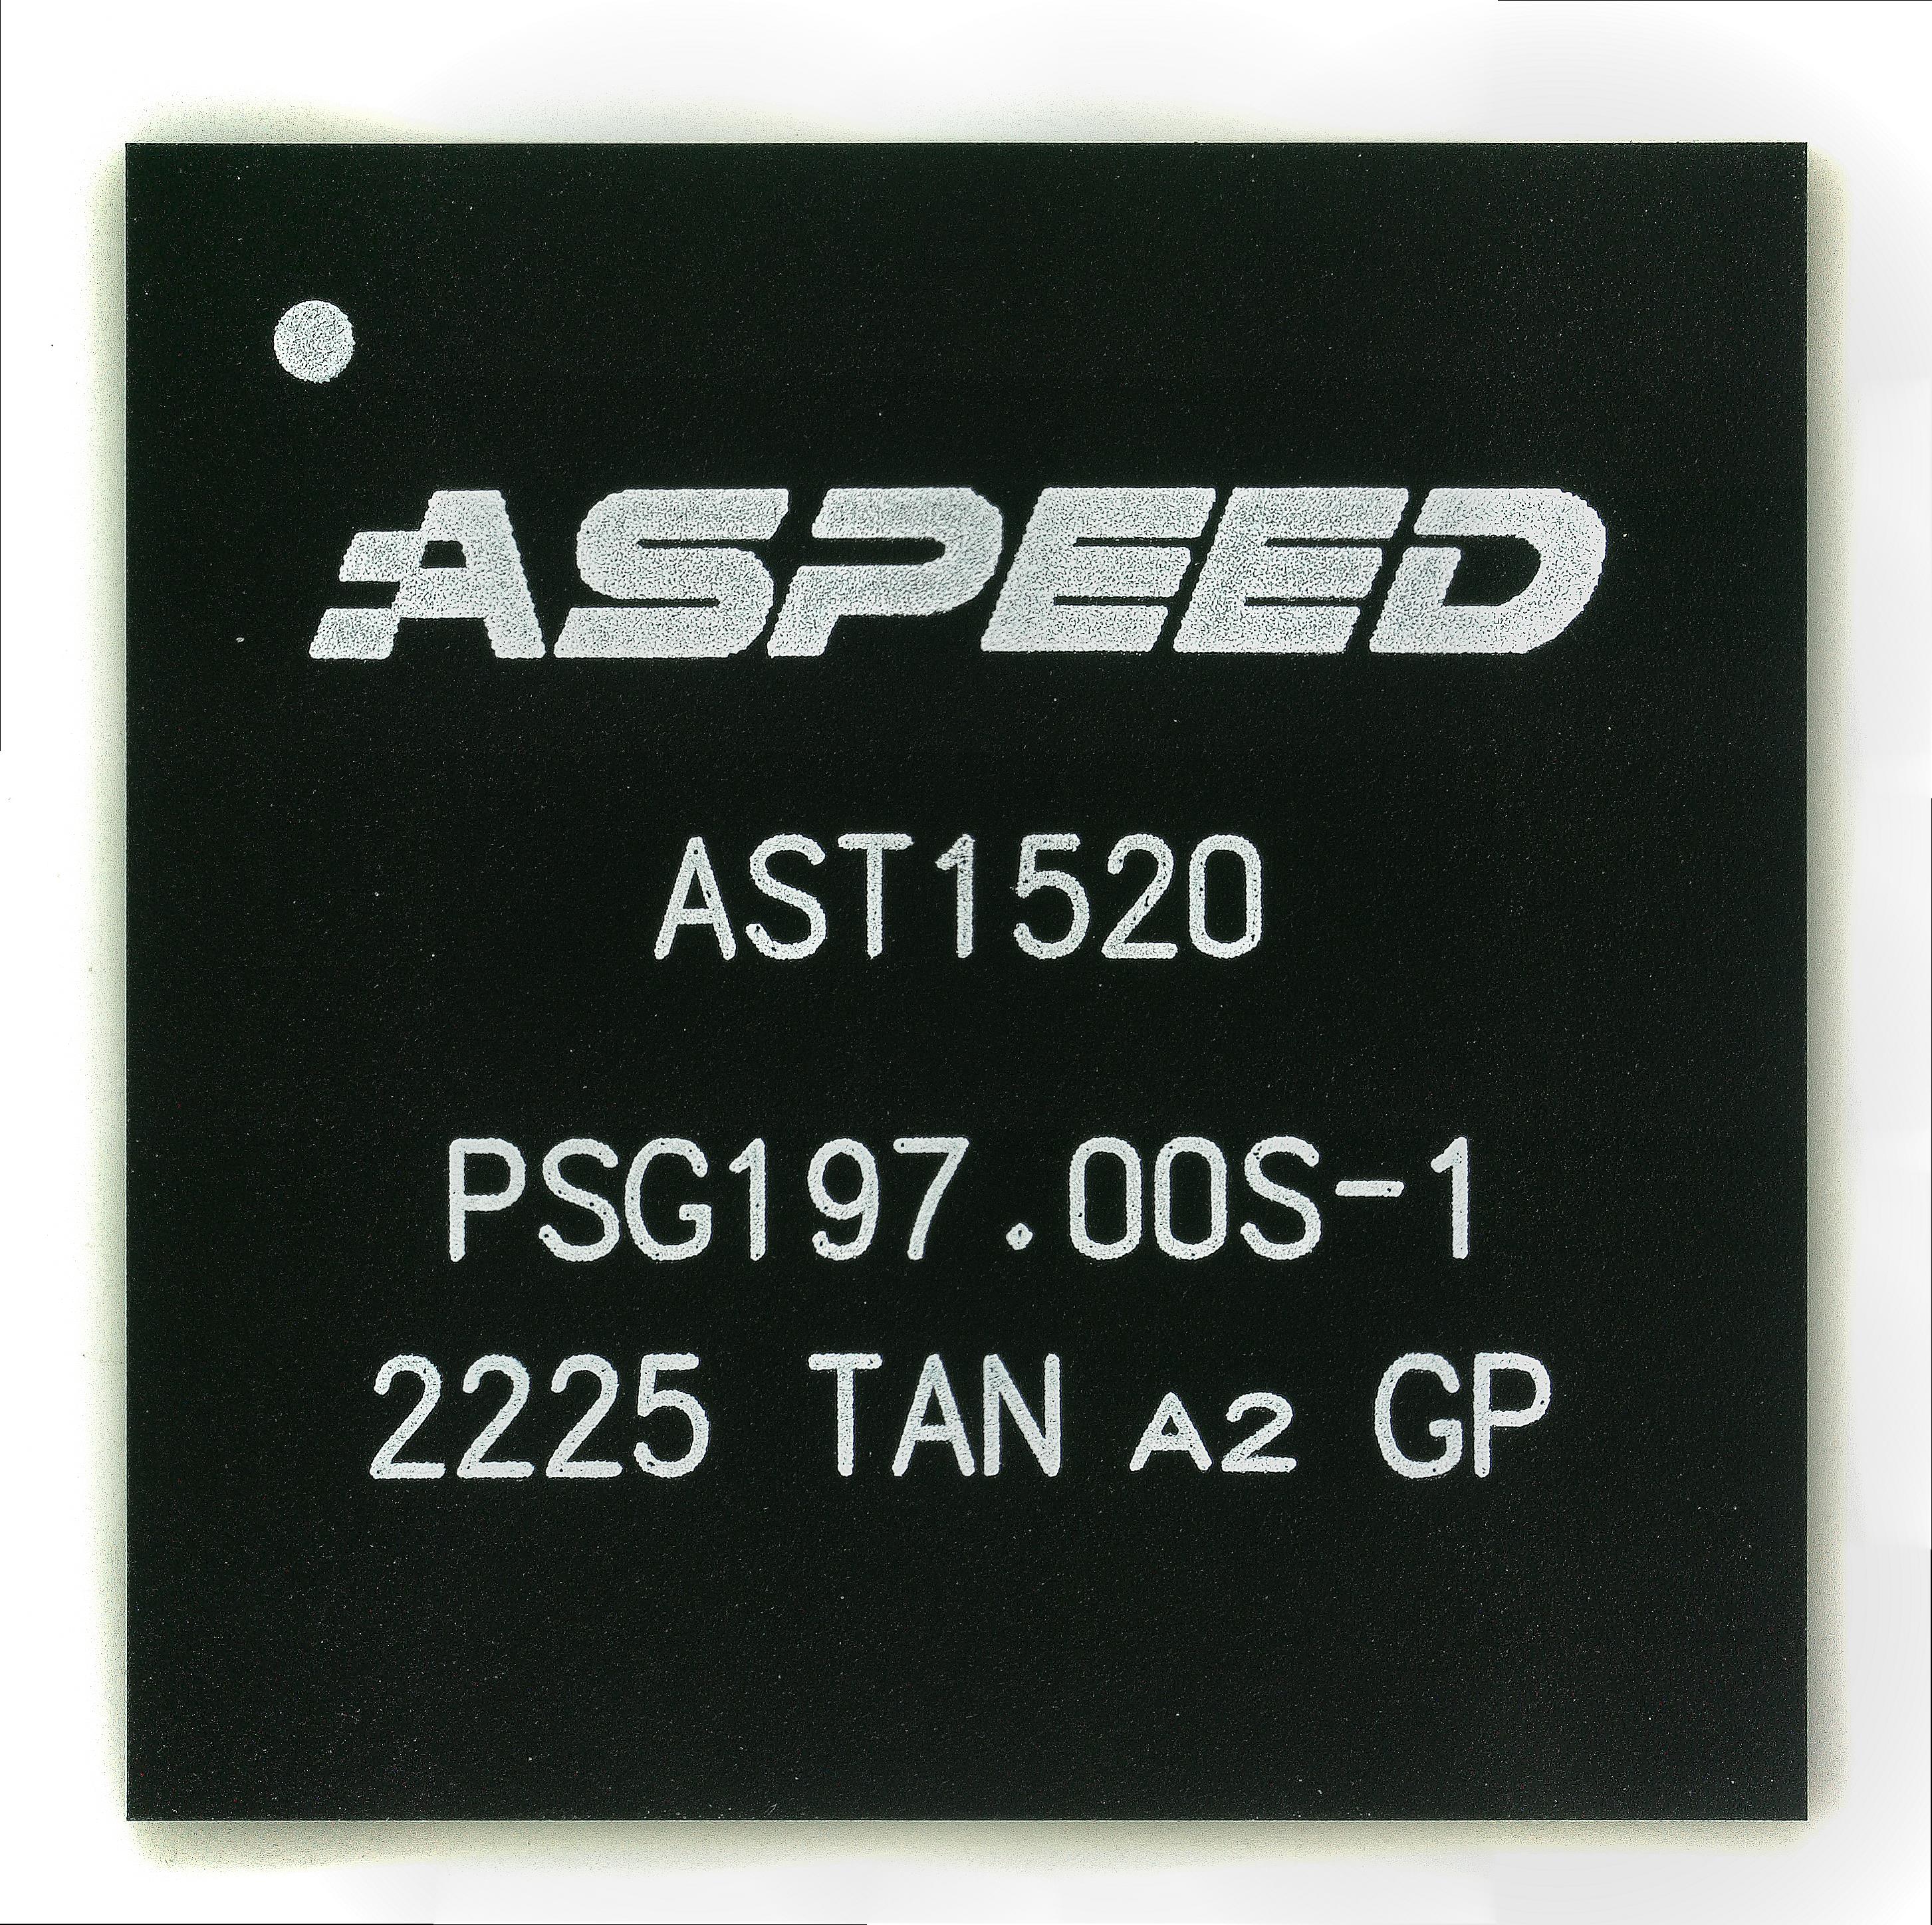 ASPEED
AST1520
PSG197.00S-1
2225 TAN A2 GP